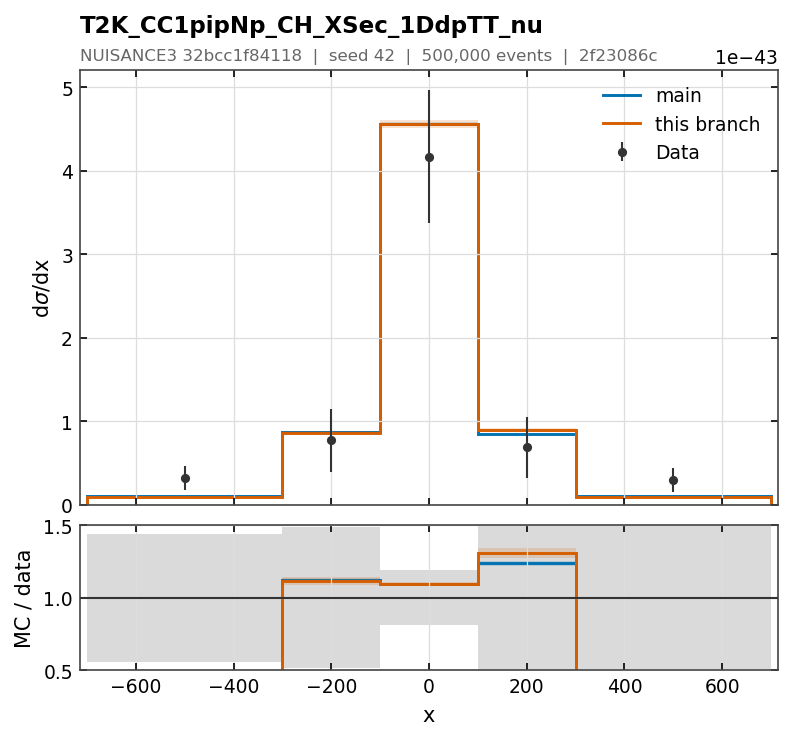 T2K_CC1pipNp_CH_XSec_1DdpTT_nu
NUISANCE3 32bcc1f84118 | seed 42 | 500,000 events | 2f23086c
1e−43
main
this branch
Data
5
4
3
2
1
0
dσ/dx
1.5
1.0
0.5
MC / data
−600
−400
−200
0
200
400
600
x